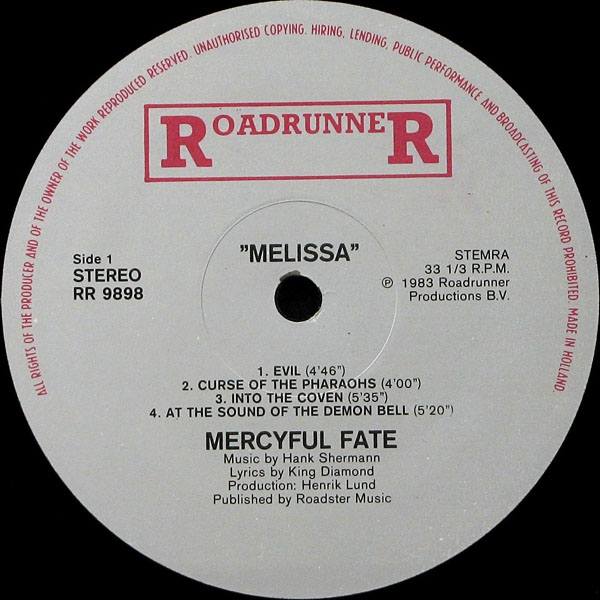 ALL RIGHTS OF THE PRODUCER AND OF THE OWNER OF THE WORK REPRODUCED RESERVED. UNAUTHORISED COPYING. HIRING, LENDING, PUBLIC PERFORMANCE AND BROADCASTING OF THIS RECORD PROHIBITED. MADE IN HOLLAND.
ROADRUNNER
"MELISSA"
Side 1
STEREO
RR 9898
STEMRA
33 1/3 R.P.M.
℗ 1983 Roadrunner
Productions B.V.
1. EVIL (4'46")
2. CURSE OF THE PHARAOHS (4'00")
3. INTO THE COVEN (5'35")
4. AT THE SOUND OF THE DEMON BELL (5'20")
MERCYFUL FATE
Music by Hank Shermann
Lyrics by King Diamond
Production: Henrik Lund
Published by Roadster Music